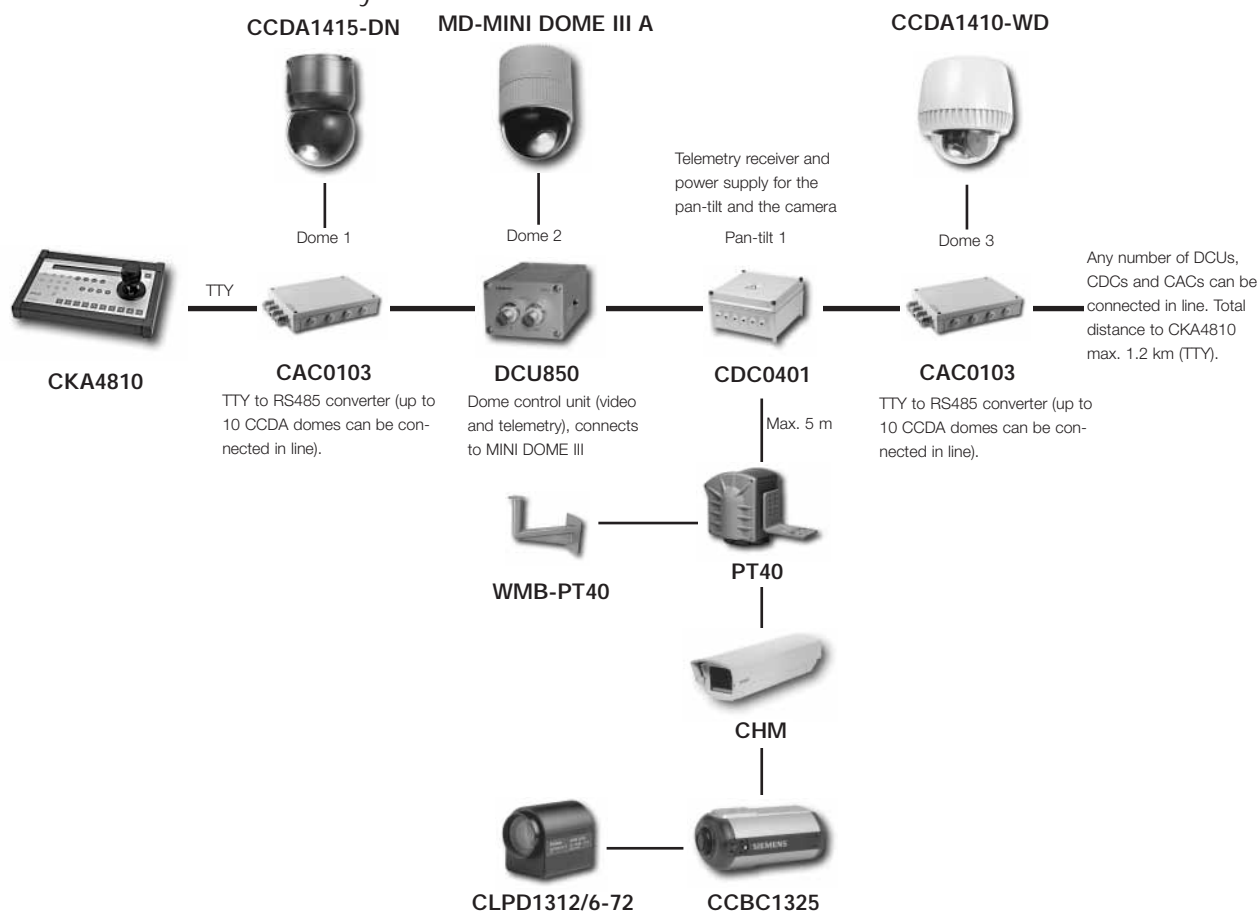 CCDA1415-DN
MD-MINI DOME III A
CCDA1410-WD
Telemetry receiver and
power supply for the
pan-tilt and the camera
Dome 1
Dome 2
Pan-tilt 1
Dome 3
TTY
Any number of DCUs,
CDCs and CACs can be
connected in line. Total
distance to CKA4810
max. 1.2 km (TTY).
CKA4810
CAC0103
TTY to RS485 converter (up to
10 CCDA domes can be con-
nected in line).
DCU850
Dome control unit (video
and telemetry), connects
to MINI DOME III
CDC0401
CAC0103
TTY to RS485 converter (up to
10 CCDA domes can be con-
nected in line).
Max. 5 m
WMB-PT40
PT40
CHM
SIEMENS
CLPD1312/6-72
CCBC1325